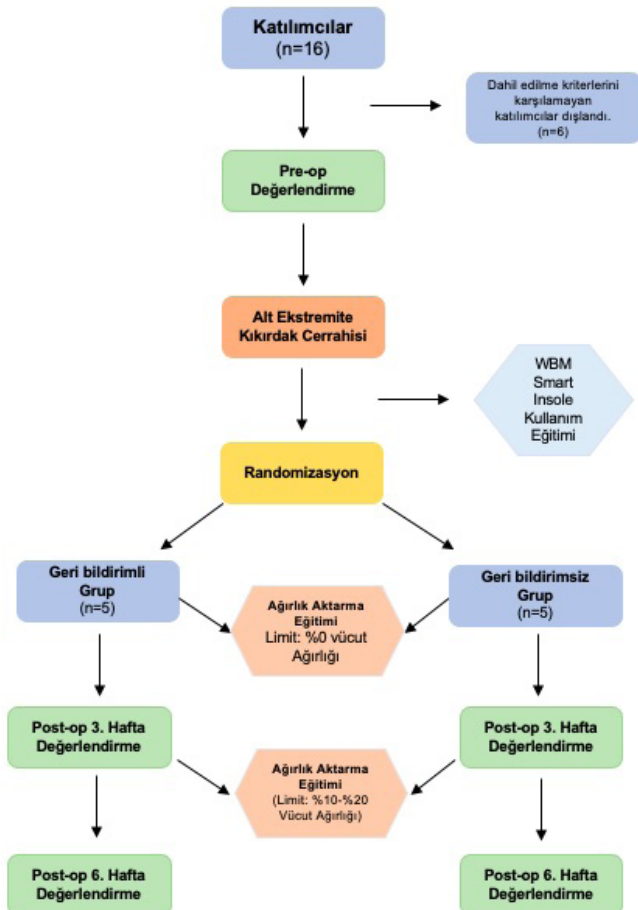 Katılımcılar
(n=16)
Dahil edilme kriterlerini
karşılamayan
katılımcılar dışlandı.
(n=6)
Pre-op
Değerlendirme
Alt Ekstremite
Kıkırdak Cerrahisi
WBM
Smart
Insole
Kullanım
Eğitimi
Randomizasyon
Geri bildirimli
Grup
(n=5)
Ağırlık Aktarma
Eğitimi
Limit: %0 vücut
Ağırlığı
Geri bildirimsiz
Grup
(n=5)
Post-op 3. Hafta
Değerlendirme
Ağırlık Aktarma
Eğitimi
(Limit: %10-%20
Vücut Ağırlığı)
Post-op 3. Hafta
Değerlendirme
Post-op 6. Hafta
Değerlendirme
Post-op 6. Hafta
Değerlendirme